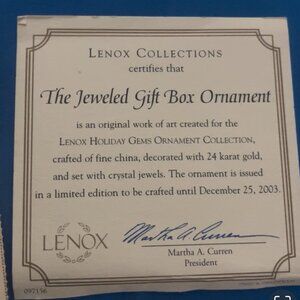 LENOX COLLECTIONS
certifies that
The Jeweled Gift Box Ornament
is an original work of art created for the
LENOX HOLIDAY GEMS ORNAMENT COLLECTION,
crafted of fine china, decorated with 24 karat gold,
and set with crystal jewels. The ornament is issued
in a limited edition to be crafted until December 25, 2003.
LENOX
Martha A. Curren
Martha A. Curren
President
097156